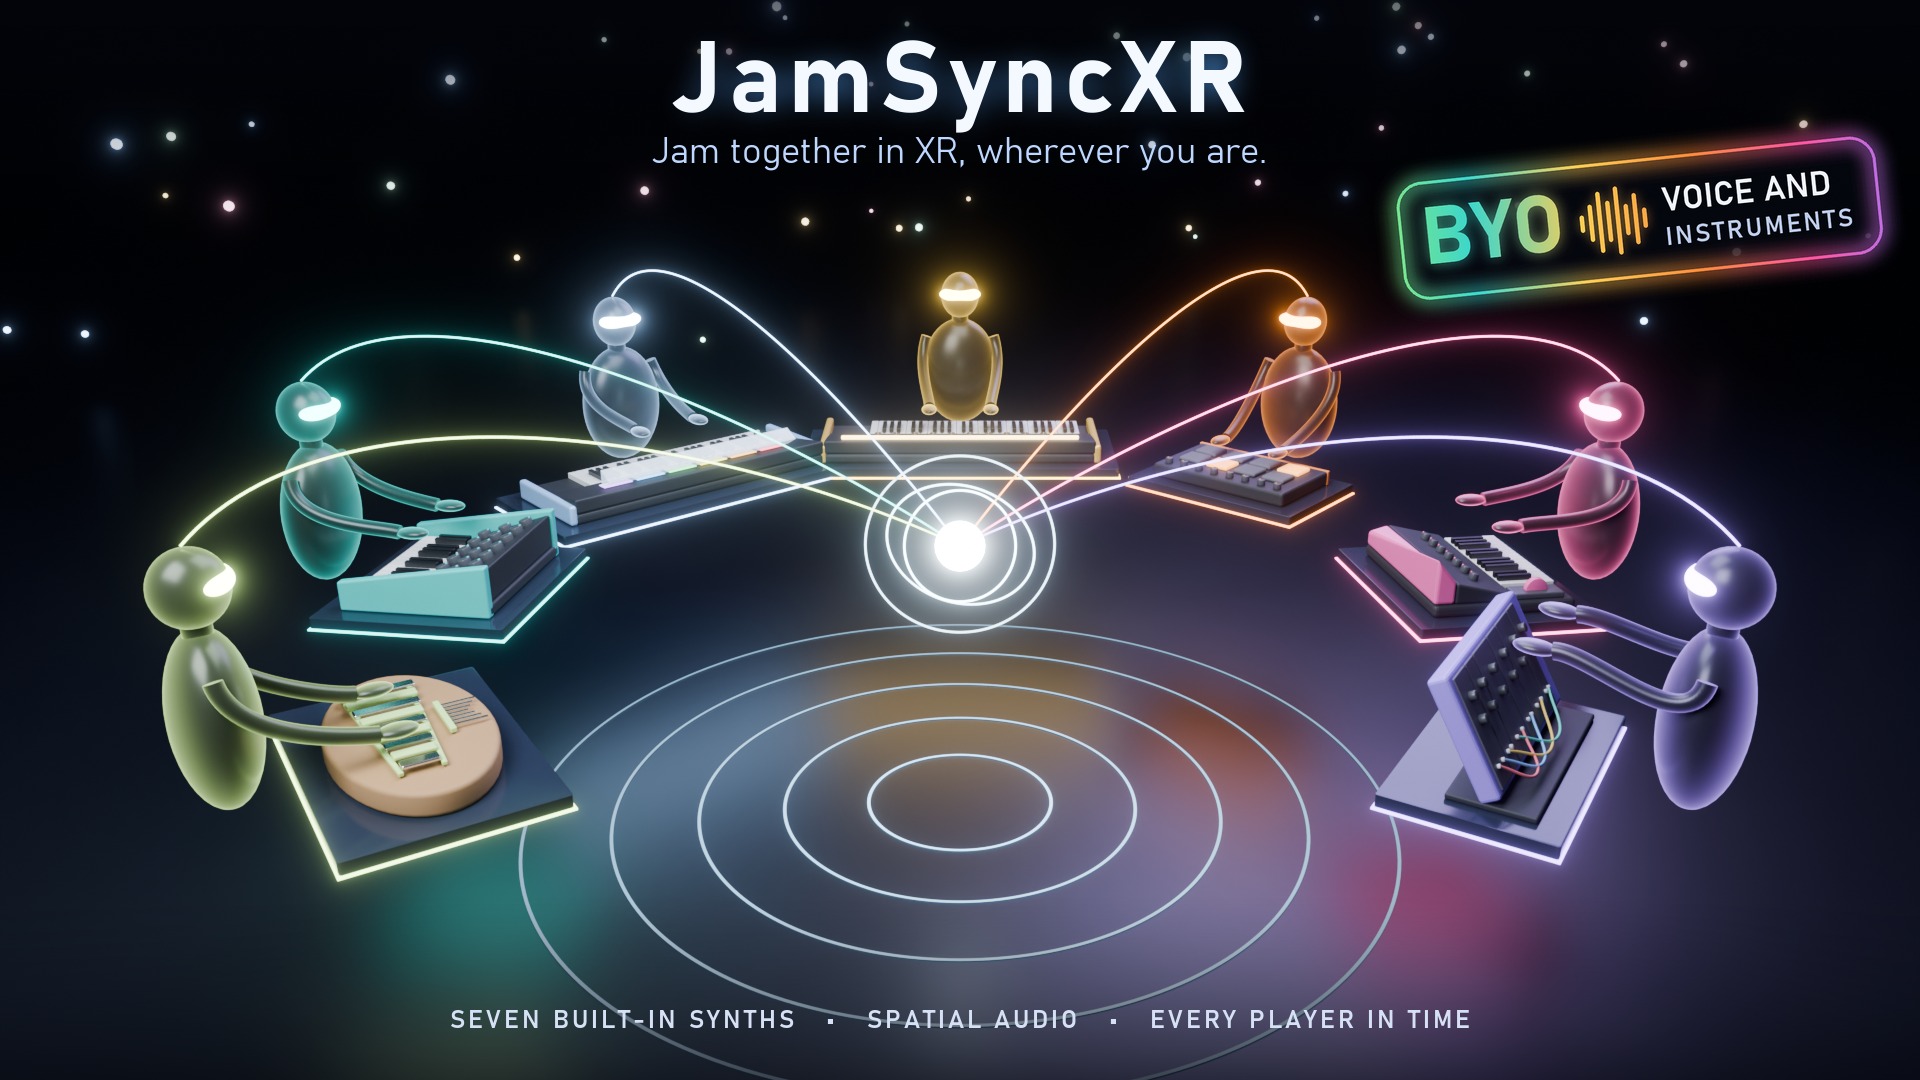 JamSyncXR
Jam together in XR, wherever you are.
BYO
VOICE AND
INSTRUMENTS
SEVEN BUILT-IN SYNTHS · SPATIAL AUDIO · EVERY PLAYER IN TIME